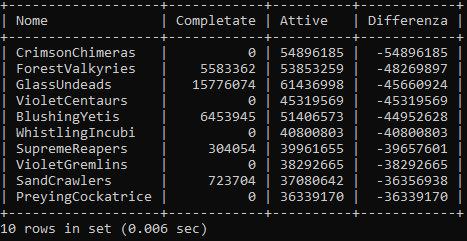 +--------------------+------------+----------+------------+
| Nome               | Completate | Attive   | Differenza |
+--------------------+------------+----------+------------+
| CrimsonChimeras    |          0 | 54896185 |  -54896185 |
| ForestValkyries    |    5583362 | 53853259 |  -48269897 |
| GlassUndeads       |   15776074 | 61436998 |  -45660924 |
| VioletCentaurs     |          0 | 45319569 |  -45319569 |
| BlushingYetis      |    6453945 | 51406573 |  -44952628 |
| WhistlingIncubi    |          0 | 40800803 |  -40800803 |
| SupremeReapers     |     304054 | 39961655 |  -39657601 |
| VioletGremlins     |          0 | 38292665 |  -38292665 |
| SandCrawlers       |     723704 | 37080642 |  -36356938 |
| PreyingCockatrice  |          0 | 36339170 |  -36339170 |
+--------------------+------------+----------+------------+
10 rows in set (0.006 sec)